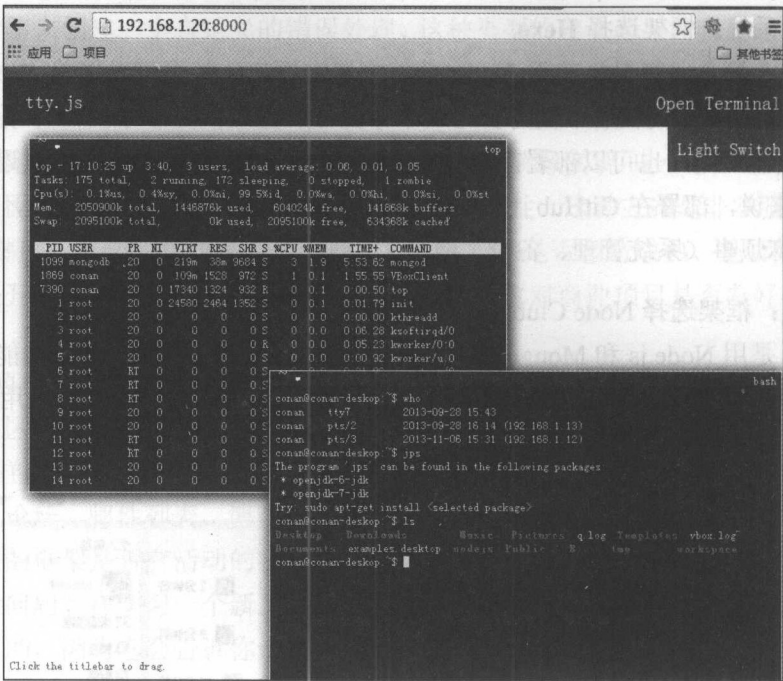 192.168.1.20:8000
应用 项目 其他书签
tty.js Open Terminal
Light Switch
top
top - 17:10:25 up 3:40, 3 users, load average: 0.00, 0.01, 0.05
Tasks: 175 total, 2 running, 172 sleeping, 0 stopped, 1 zombie
Cpu(s): 0.1%us, 0.4%sy, 0.0%ni, 99.5%id, 0.0%wa, 0.0%hi, 0.0%si, 0.0%st
Mem: 2050900k total, 1446876k used, 604024k free, 141868k buffers
Swap: 2095100k total, 0k used, 2095100k free, 634368k cached
PID USER PR NI VIRT RES SHR S %CPU %MEM TIME+ COMMAND
1099 mongodb 20 0 219m 38m 9684 S 3 1.9 5:53.62 mongod
1869 conan 20 0 109m 1528 972 S 1 0.1 1:55.55 VBoxClient
7390 conan 20 0 17340 1324 932 R 0 0.1 0:00.50 top
1 root 20 0 24580 2464 1352 S 0 0.1 0:01.79 init
2 root 20 0 0 0 0 S 0 0.0 0:00.00 kthreadd
3 root 20 0 0 0 0 S 0 0.0 0:06.28 ksoftirqd/0
4 root 20 0 0 0 0 R 0 0.0 0:05.23 kworker/0:0
5 root 20 0 0 0 0 S 0 0.0 0:00.92 kworker/u:0
6 root RT 0 0 0 0 S
7 root RT 0 0 0 0 S
8 root RT 0 0 0 0 S
9 root 20 0 0 0 0 S
10 root 20 0 0 0 0 S
11 root RT 0 0 0 0 S
12 root RT 0 0 0 0 S
13 root 20 0 0 0 0 S
14 root 20 0 0 0 0 S
bash
conan@conan-deskop:~$ who
conan tty7 2013-09-28 15:43
conan pts/2 2013-09-28 16:14 (192.168.1.13)
conan pts/3 2013-11-06 15:31 (192.168.1.12)
conan@conan-deskop:~$ jps
The program 'jps' can be found in the following packages:
* openjdk-6-jdk
* openjdk-7-jdk
Try: sudo apt-get install <selected package>
conan@conan-deskop:~$ ls
Desktop Downloads Music Pictures q.log Templates vbox.log
Documents examples.desktop nodejs Public R tmp workspace
conan@conan-deskop:~$
Click the titlebar to drag.